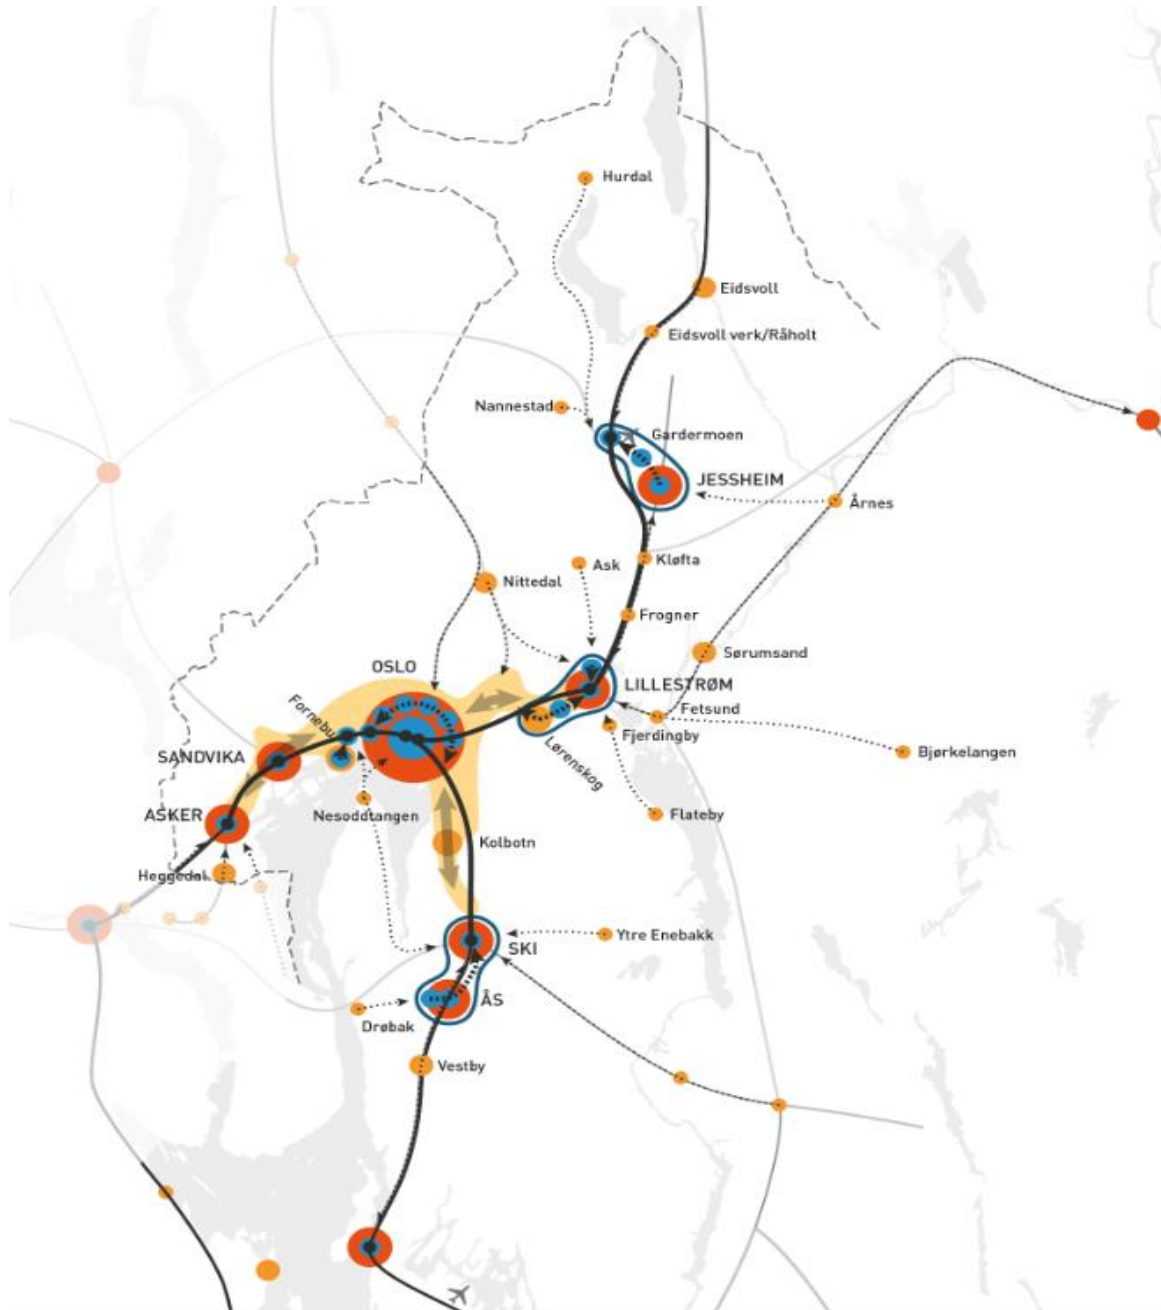 Hurdal
Eidsvoll
Eidsvoll verk/Råholt
Nannestad
Gardermoen
JESSHEIM
Årnes
Ask
Kløfta
Nittedal
Frogner
Sørumsand
OSLO
LILLESTRØM
Fetsund
Fornebu
Fjerdingby
SANDVIKA
Lørenskog
Bjørkelangen
ASKER
Nesoddtangen
Flateby
Kolbotn
Heggedal
Ytre Enebakk
SKI
ÅS
Drøbak
Vestby